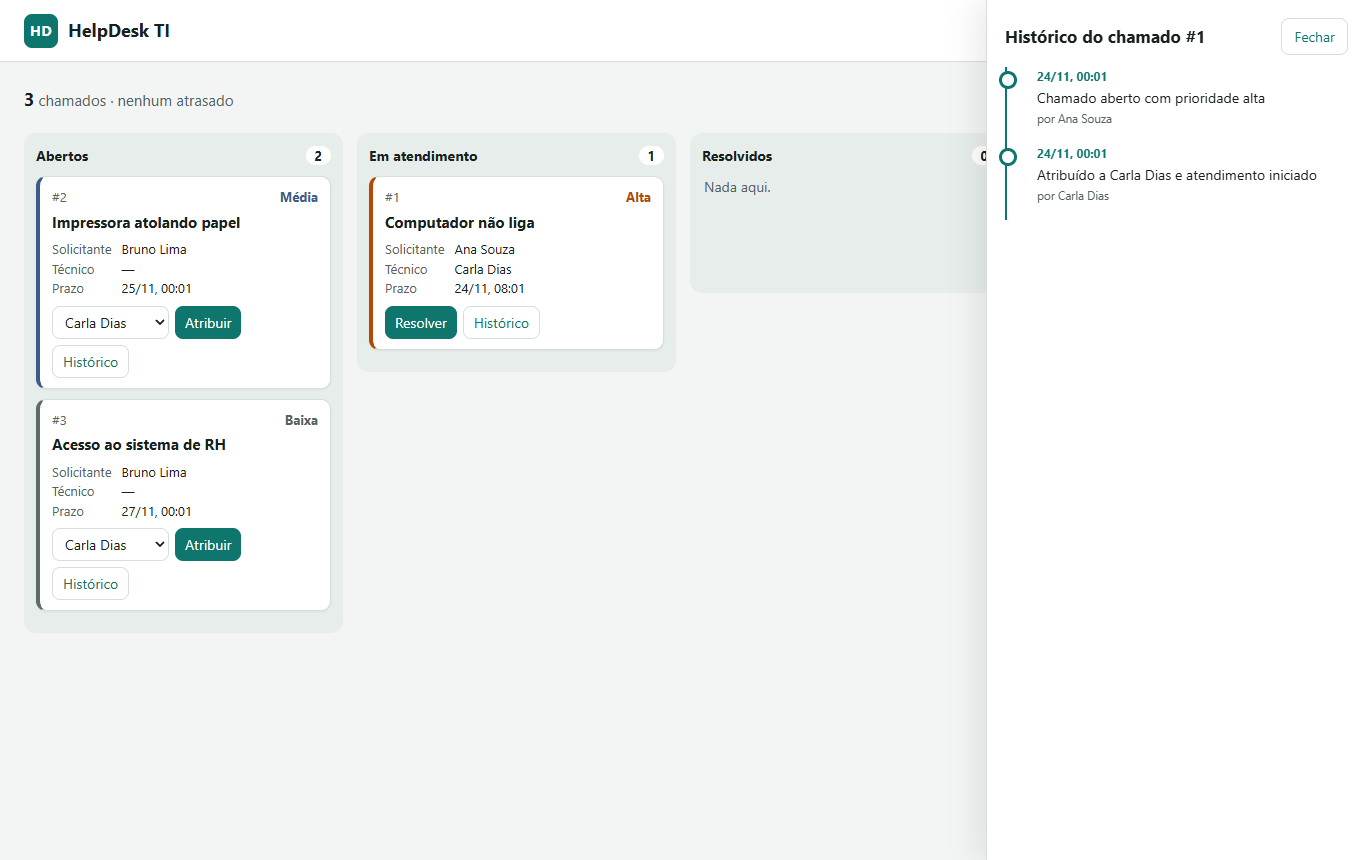 HD HelpDesk TI
3 chamados · nenhum atrasado
Abertos 2
#2 Média
Impressora atolando papel
Solicitante Bruno Lima
Técnico —
Prazo 25/11, 00:01
Carla Dias Atribuir
Histórico
#3 Baixa
Acesso ao sistema de RH
Solicitante Bruno Lima
Técnico —
Prazo 27/11, 00:01
Carla Dias Atribuir
Histórico
Em atendimento 1
#1 Alta
Computador não liga
Solicitante Ana Souza
Técnico Carla Dias
Prazo 24/11, 08:01
Resolver Histórico
Resolvidos 0
Nada aqui.
Histórico do chamado #1 Fechar
24/11, 00:01
Chamado aberto com prioridade alta
por Ana Souza
24/11, 00:01
Atribuído a Carla Dias e atendimento iniciado
por Carla Dias